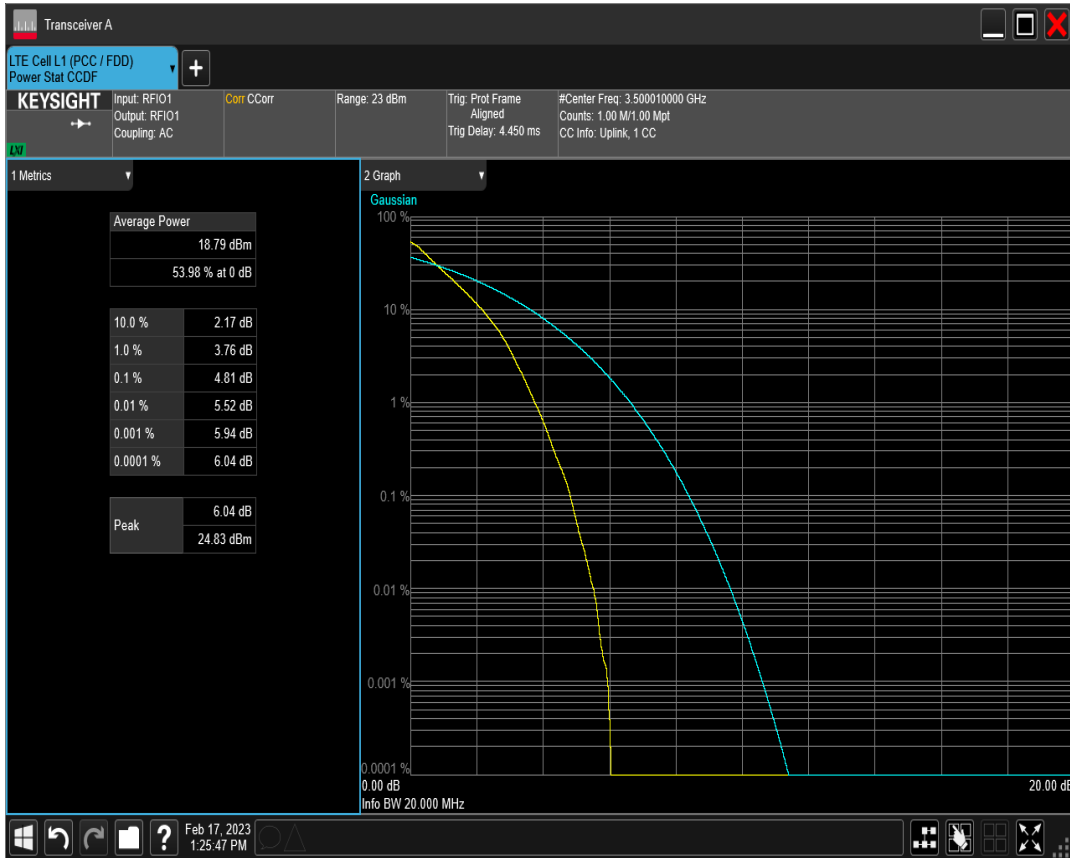 Transceiver A
LTE Cell L1 (PCC / FDD)
Power Stat CCDF
KEYSIGHT
LXI
Input: RFIO1
Output: RFIO1
Coupling: AC
Corr CCorr
Range: 23 dBm
Trig: Prot Frame
Aligned
Trig Delay: 4.450 ms
#Center Freq: 3.500010000 GHz
Counts: 1.00 M/1.00 Mpt
CC Info: Uplink, 1 CC
1 Metrics
Average Power
18.79 dBm
53.98 % at 0 dB
10.0 % 2.17 dB
1.0 % 3.76 dB
0.1 % 4.81 dB
0.01 % 5.52 dB
0.001 % 5.94 dB
0.0001 % 6.04 dB
Peak
6.04 dB
24.83 dBm
2 Graph
Gaussian
100 %
10 %
1 %
0.1 %
0.01 %
0.001 %
0.0001 %
0.00 dB
20.00 dB
Info BW 20.000 MHz
?
Feb 17, 2023
1:25:47 PM